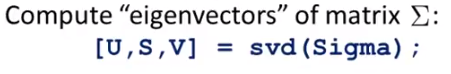 Compute “eigenvectors” of matrix Σ:
[U,S,V] = svd(Sigma);